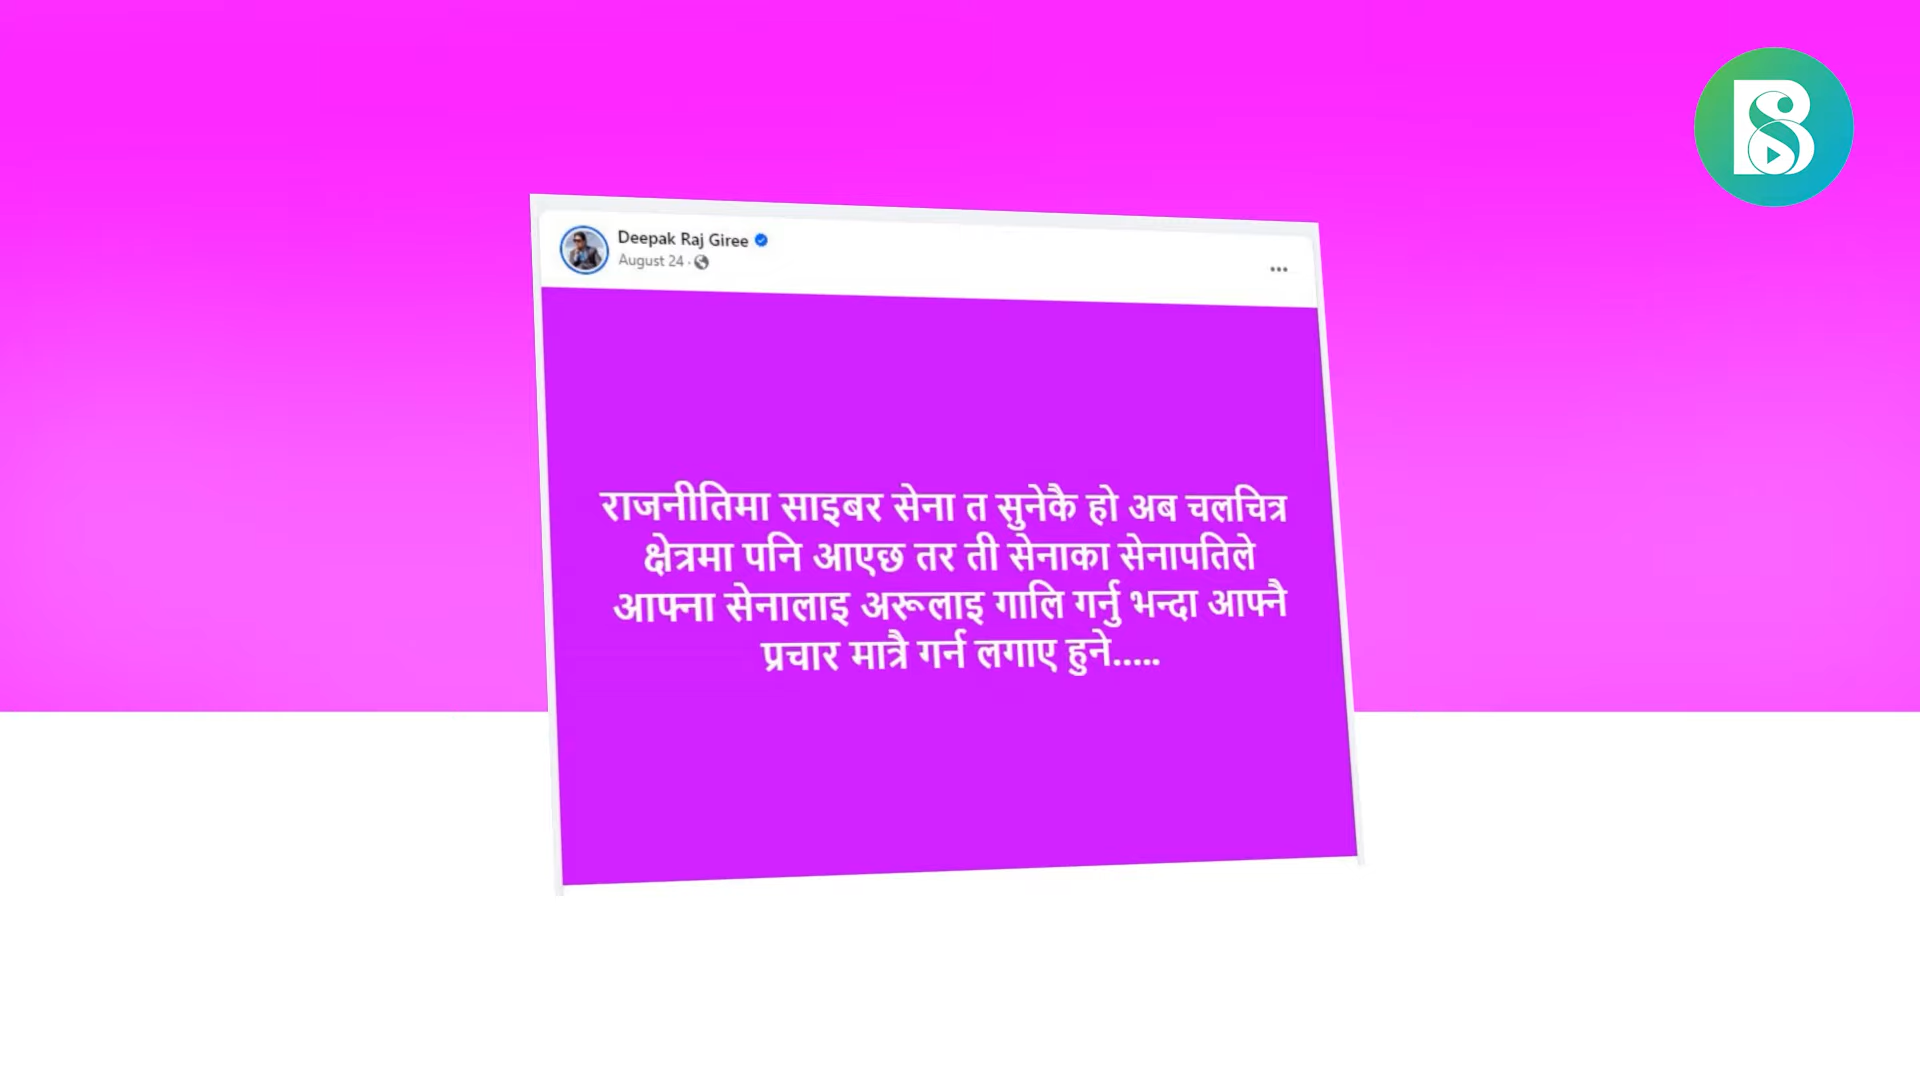 Deepak Raj Giree
August 24
राजनीतिमा साइबर सेना त सुनेकै हो अब चलचित्र
क्षेत्रमा पनि आएछ तर ती सेनाका सेनापतिले
आफ्ना सेनालाइ अरूलाइ गालि गर्नु भन्दा आफ्नै
प्रचार मात्रै गर्न लगाए हुने.....